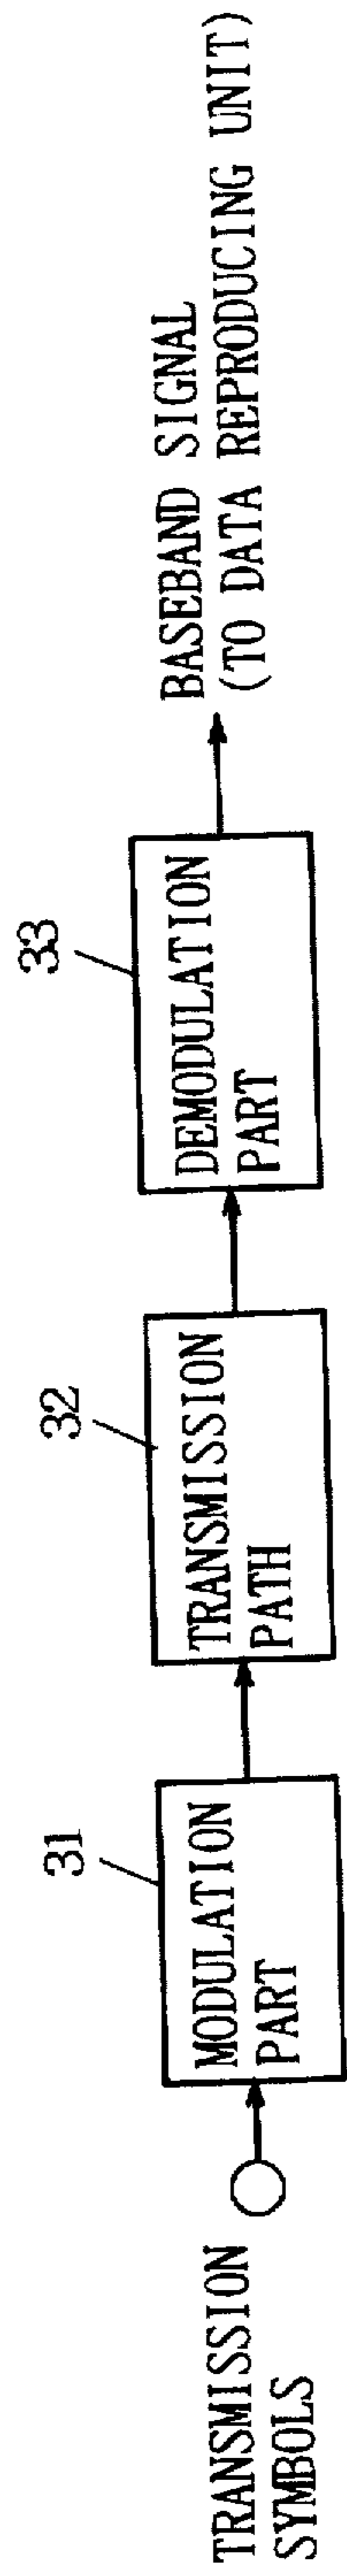 TRANSMISSION
SYMBOLS
31
MODULATION
PART
32
TRANSMISSION
PATH
33
DEMODULATION
PART
BASEBAND SIGNAL
(TO DATA REPRODUCING UNIT)